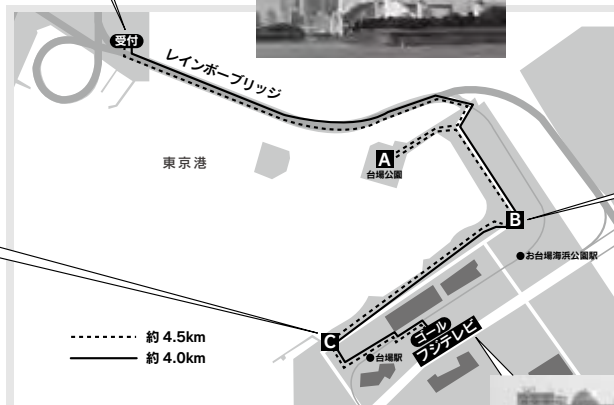 受付
レインボーブリッジ
東京港
A
台場公園
B
●お台場海浜公園駅
C
ゴール
フジテレビ
●台場駅
約 4.5km
約 4.0km